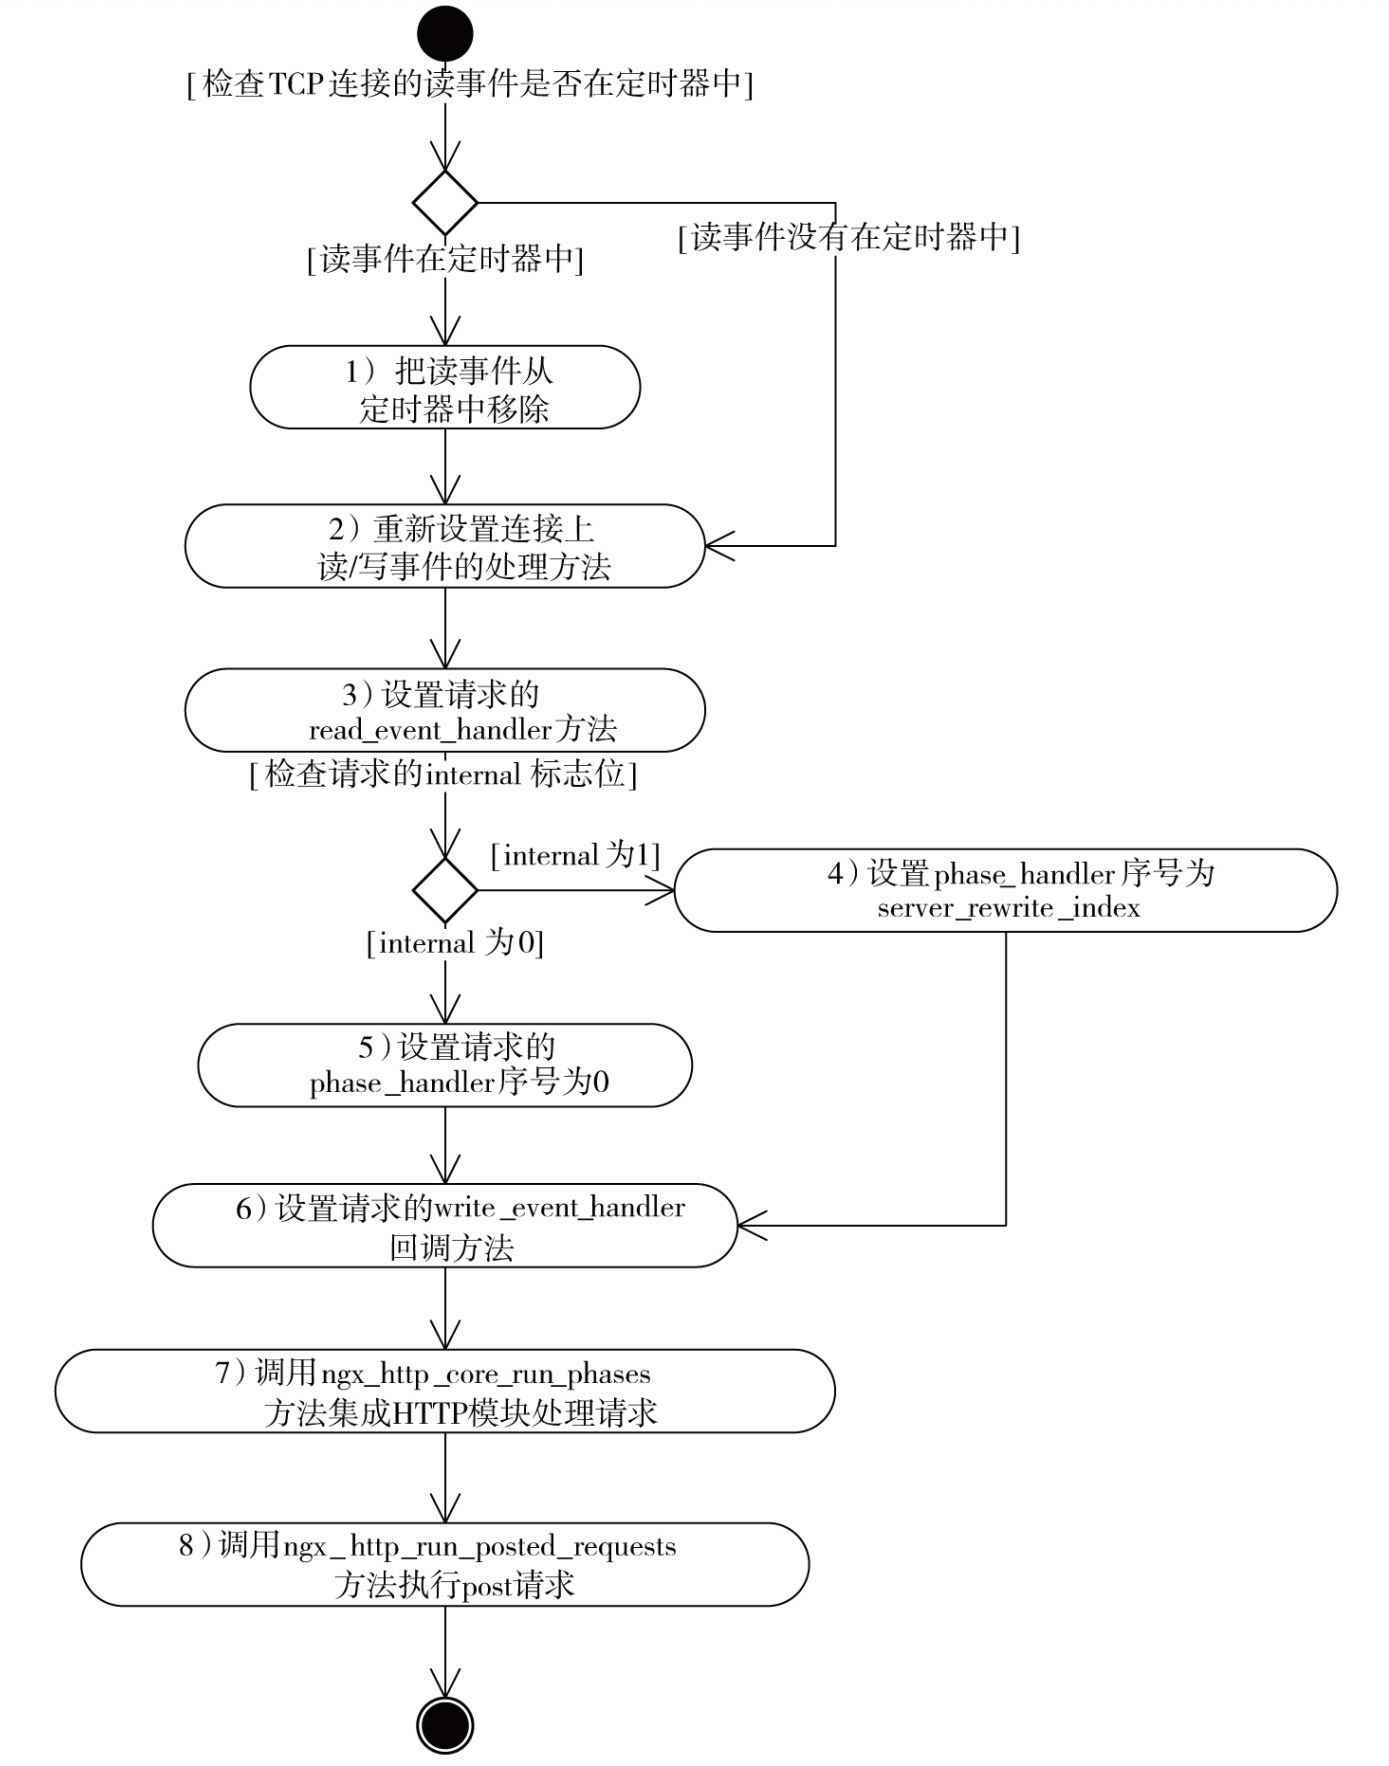 [检查TCP连接的读事件是否在定时器中]
[读事件没有在定时器中]
[读事件在定时器中]
1）把读事件从
定时器中移除
2）重新设置连接上
读/写事件的处理方法
3）设置请求的
read_event_handler方法
[检查请求的internal 标志位]
[internal 为1]
4）设置phase_handler序号为
server_rewrite_index
[internal 为0]
5）设置请求的
phase_handler序号为0
6）设置请求的write_event_handler
回调方法
7）调用ngx_http_core_run_phases
方法集成HTTP模块处理请求
8）调用ngx_http_run_posted_requests
方法执行post请求